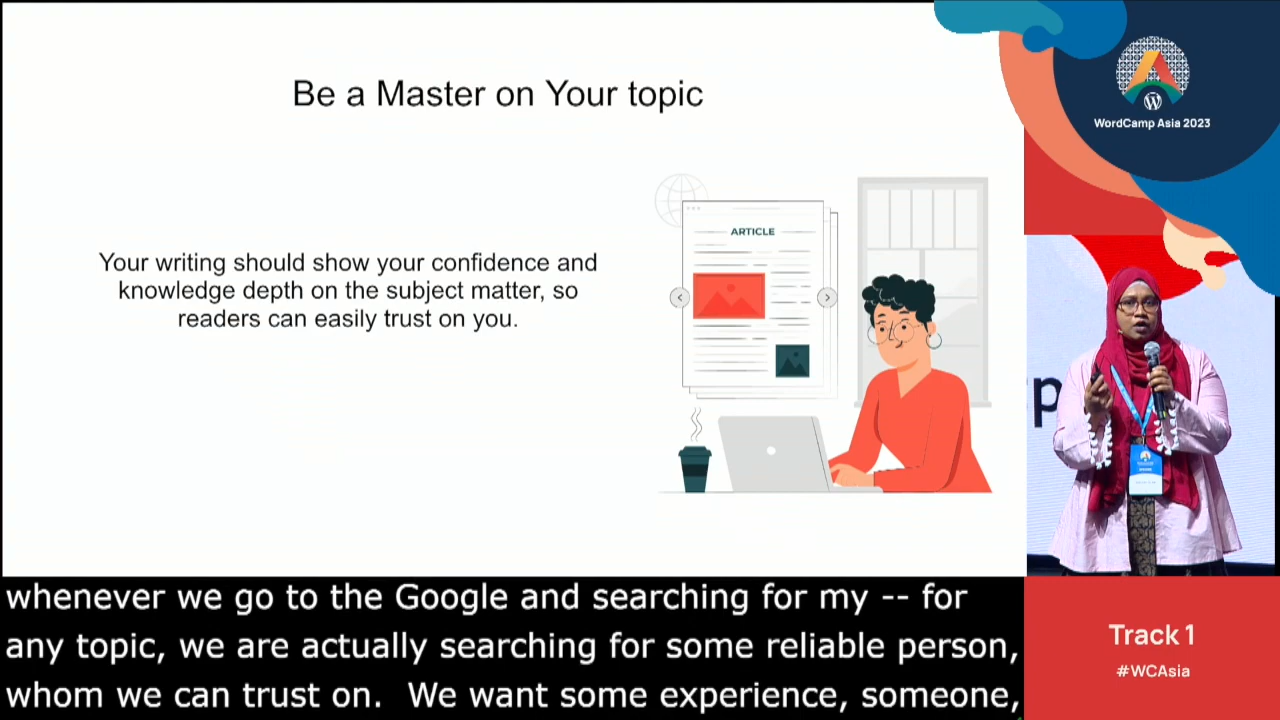 Be a Master on Your topic
Your writing should show your confidence and
knowledge depth on the subject matter, so
readers can easily trust on you.
ARTICLE
WordCamp Asia 2023
whenever we go to the Google and searching for my -- for
any topic, we are actually searching for some reliable person,
whom we can trust on.  We want some experience, someone,
Track 1
#WCAsia